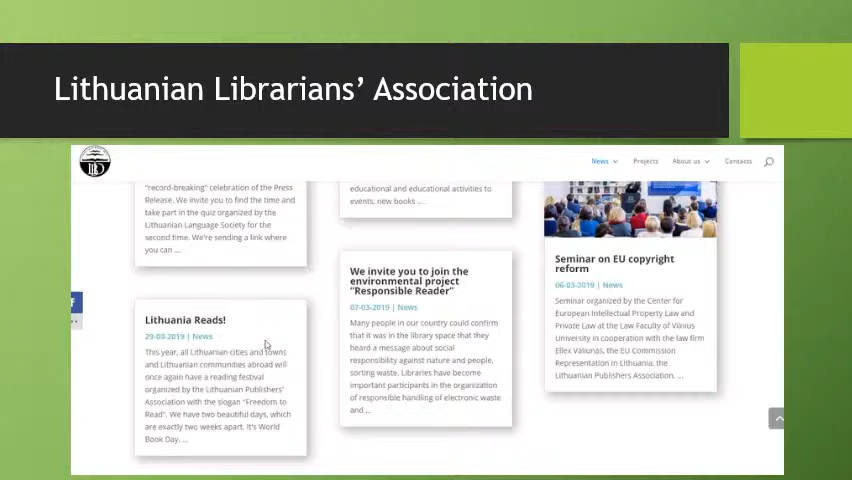 Lithuanian Librarians’ Association
News
Projects
About us
Contacts
"record-breaking" celebration of the Press
Release. We invite you to find the time and
take part in the quiz organized by the
Lithuanian Language Society for the
second time. We're sending a link where
you can ...
Lithuania Reads!
29-03-2019 | News
This year, all Lithuanian cities and towns
and Lithuanian communities abroad will
once again have a reading festival
organized by the Lithuanian Publishers'
Association with the slogan "Freedom to
Read". We have two beautiful days, which
are exactly two weeks apart. It's World
Book Day, ...
educational and educational activities to
events, new books ....
We invite you to join the
environmental project
"Responsible Reader"
07-03-2019 | News
Many people in our country could confirm
that it was in the library space that they
heard a message about social
responsibility against nature and people,
sorting waste. Libraries have become
important participants in the organization
of responsible handling of electronic waste
and ...
Seminar on EU copyright
reform
06-03-2019 | News
Seminar organized by the Center for
European Intellectual Property Law and
Private Law at the Law Faculty of Vilnius
University in cooperation with the law firm
Ellex Valiunas, the EU Commission
Representation in Lithuania, the
Lithuanian Publishers Association, ...